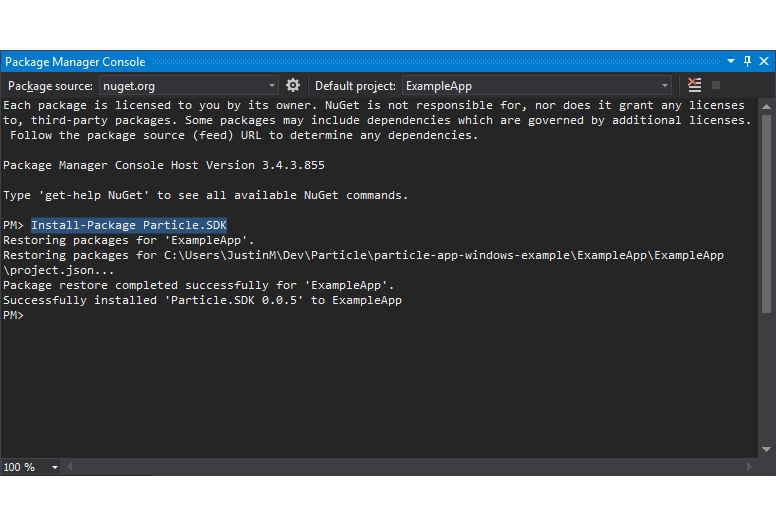 Package Manager Console
Package source: nuget.org Default project: ExampleApp
Each package is licensed to you by its owner. NuGet is not responsible for, nor does it grant any licenses
to, third-party packages. Some packages may include dependencies which are governed by additional licenses.
Follow the package source (feed) URL to determine any dependencies.
Package Manager Console Host Version 3.4.3.855
Type 'get-help NuGet' to see all available NuGet commands.
PM> Install-Package Particle.SDK
Restoring packages for 'ExampleApp'.
Restoring packages for C:\Users\JustinM\Dev\Particle\particle-app-windows-example\ExampleApp\ExampleApp
\project.json...
Package restore completed successfully for 'ExampleApp'.
Successfully installed 'Particle.SDK 0.0.5' to ExampleApp
PM>
100 %